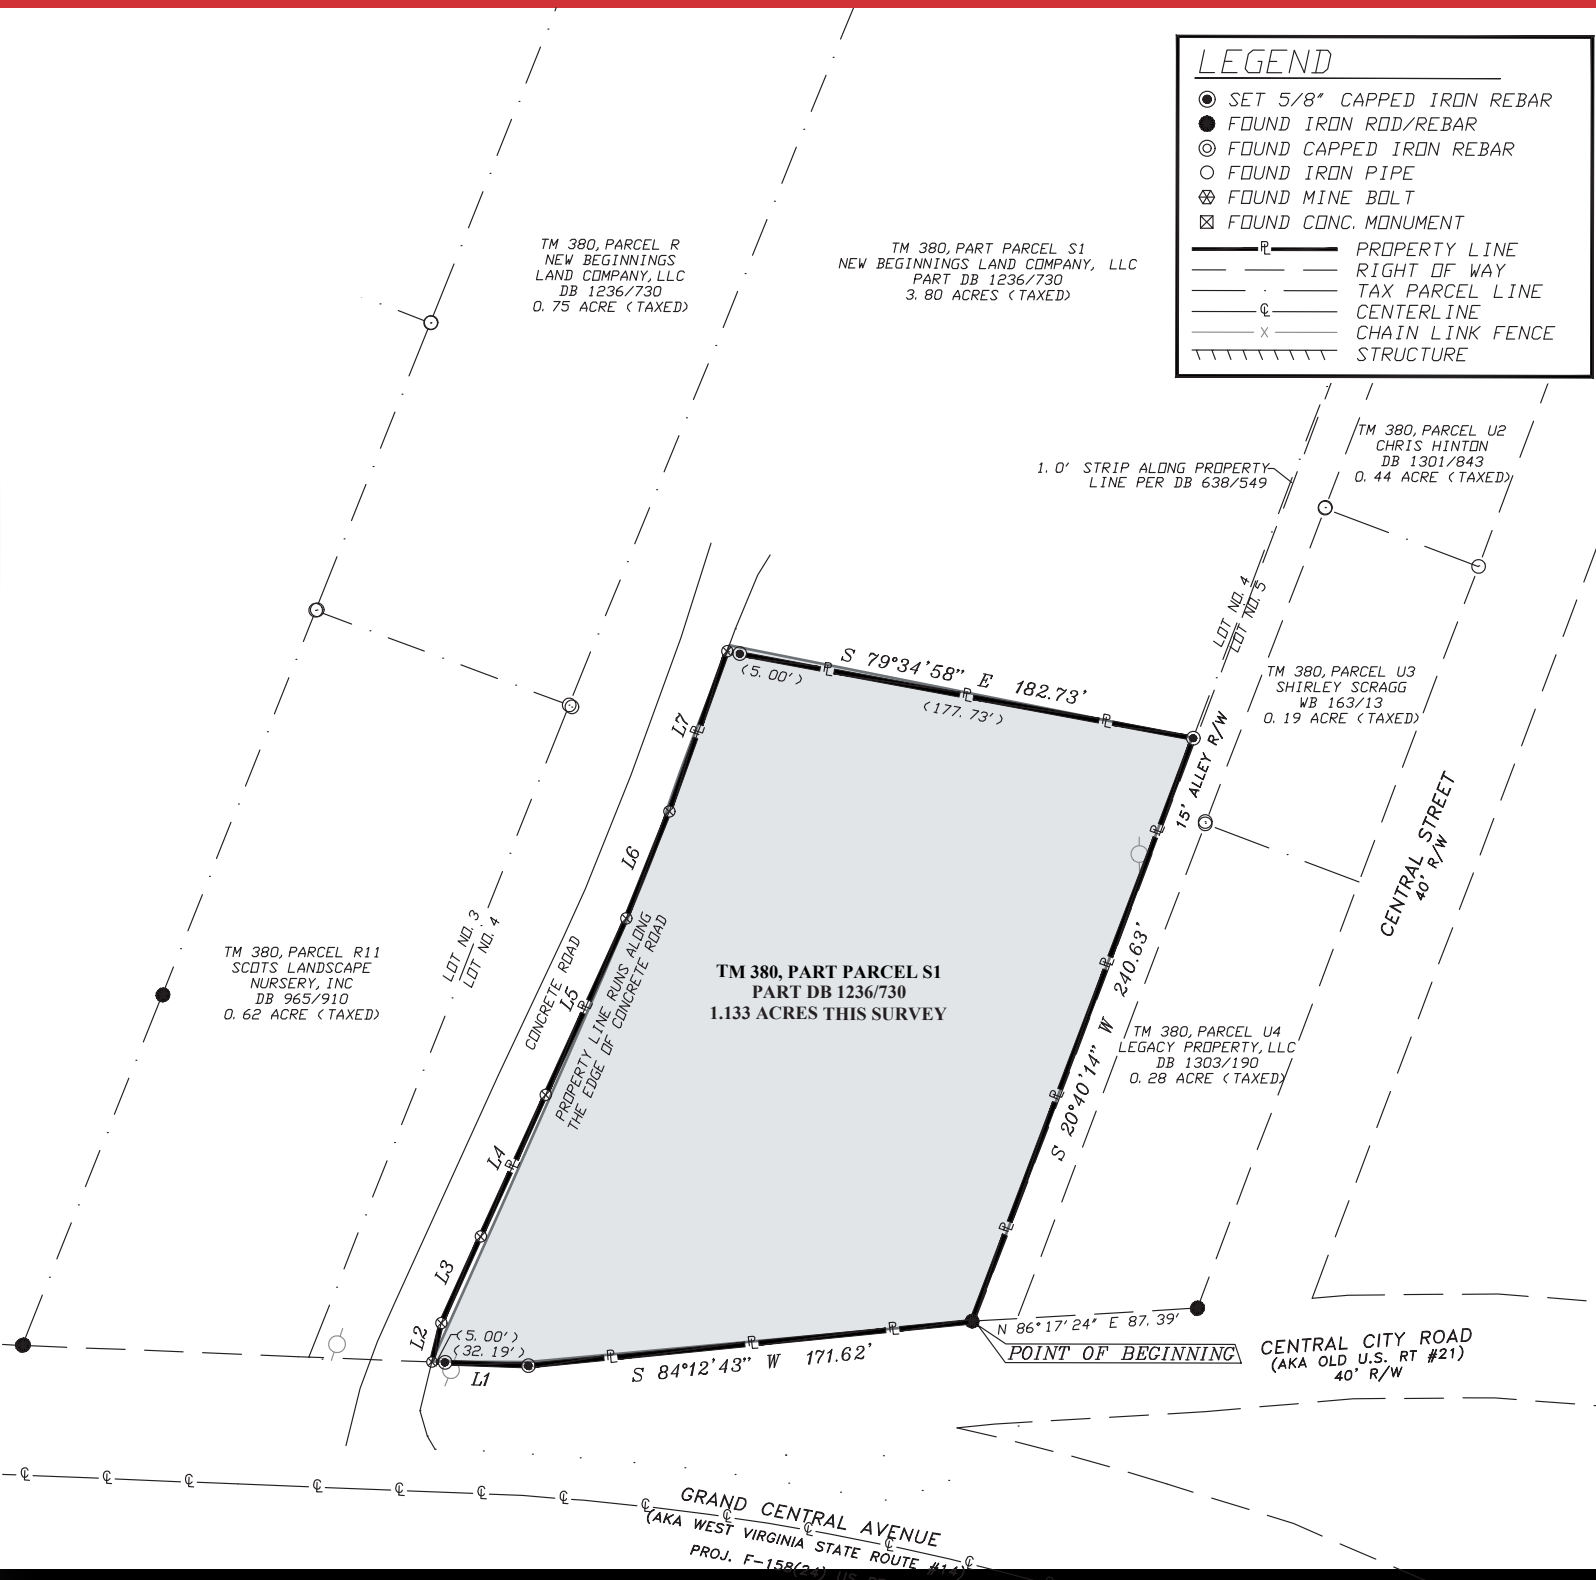 LEGEND
SET 5/8" CAPPED IRON REBAR
FOUND IRON ROD/REBAR
FOUND CAPPED IRON REBAR
FOUND IRON PIPE
FOUND MINE BOLT
FOUND CONC. MONUMENT
PROPERTY LINE
RIGHT OF WAY
TAX PARCEL LINE
CENTERLINE
CHAIN LINK FENCE
STRUCTURE
TM 380, PARCEL R
NEW BEGINNINGS
LAND COMPANY, LLC
DB 1236/730
0.75 ACRE (TAXED)
TM 380, PART PARCEL S1
NEW BEGINNINGS LAND COMPANY, LLC
PART DB 1236/730
3.80 ACRES (TAXED)
TM 380, PARCEL U2
CHRIS HINTON
DB 1301/843
0.44 ACRE (TAXED)
1.0' STRIP ALONG PROPERTY
LINE PER DB 638/549
LOT NO. 4
LOT NO. 5
TM 380, PARCEL U3
SHIRLEY SCRAGG
WB 163/13
0.19 ACRE (TAXED)
S 79°34'58" E 182.73'
(5.00')
(177.73')
15' ALLEY R/W
CENTRAL STREET
40' R/W
L7
L6
L5
L4
L3
L2
L1
LOT NO. 3
LOT NO. 4
CONCRETE ROAD
PROPERTY LINE RUNS ALONG
THE EDGE OF CONCRETE ROAD
TM 380, PARCEL R11
SCOTS LANDSCAPE
NURSERY, INC
DB 965/910
0.62 ACRE (TAXED)
TM 380, PART PARCEL S1
PART DB 1236/730
1.133 ACRES THIS SURVEY
S 20°40'14" W 240.63'
TM 380, PARCEL U4
LEGACY PROPERTY, LLC
DB 1303/190
0.28 ACRE (TAXED)
(5.00')
(32.19')
S 84°12'43" W 171.62'
N 86°17'24" E 87.39'
POINT OF BEGINNING
CENTRAL CITY ROAD
(AKA OLD U.S. RT #21)
40' R/W
GRAND CENTRAL AVENUE
(AKA WEST VIRGINIA STATE ROUTE #14)
PROJ. F-158(24)